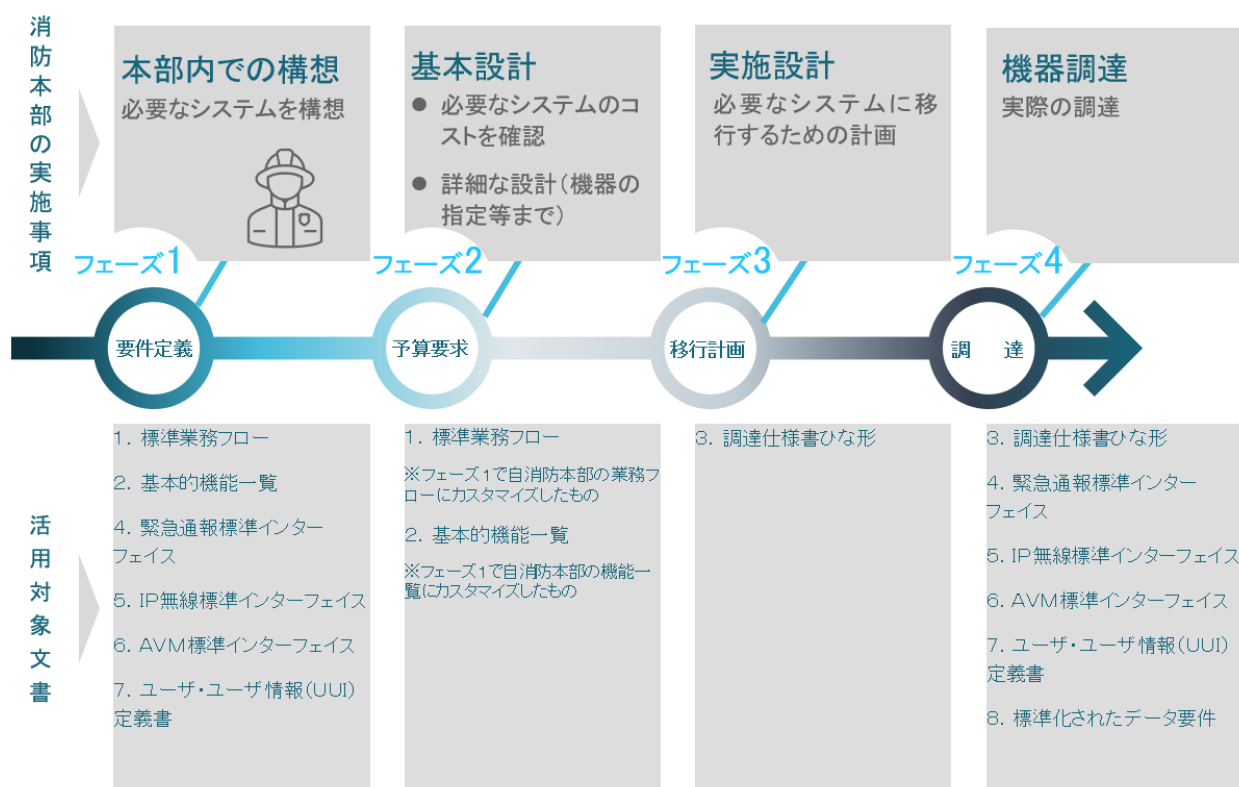 消防本部の実施事項
本部内での構想
必要なシステムを構想
基本設計
● 必要なシステムのコ
ストを確認
● 詳細な設計(機器の
指定等まで)
実施設計
必要なシステムに移
行するための計画
機器調達
実際の調達
フェーズ1
フェーズ2
フェーズ3
フェーズ4
要件定義
予算要求
移行計画
調　達
活用対象文書
1. 標準業務フロー
2. 基本的機能一覧
4. 緊急通報標準インター
フェイス
5. IP無線標準インターフェイス
6. AVM標準インターフェイス
7. ユーザ・ユーザ情報(UUI)
定義書
1. 標準業務フロー
※フェーズ1で自消防本部の業務フ
ローにカスタマイズしたもの
2. 基本的機能一覧
※フェーズ1で自消防本部の機能一
覧にカスタマイズしたもの
3. 調達仕様書ひな形
3. 調達仕様書ひな形
4. 緊急通報標準インター
フェイス
5. IP無線標準インターフェイス
6. AVM標準インターフェイス
7. ユーザ・ユーザ情報(UUI)
定義書
8. 標準化されたデータ要件